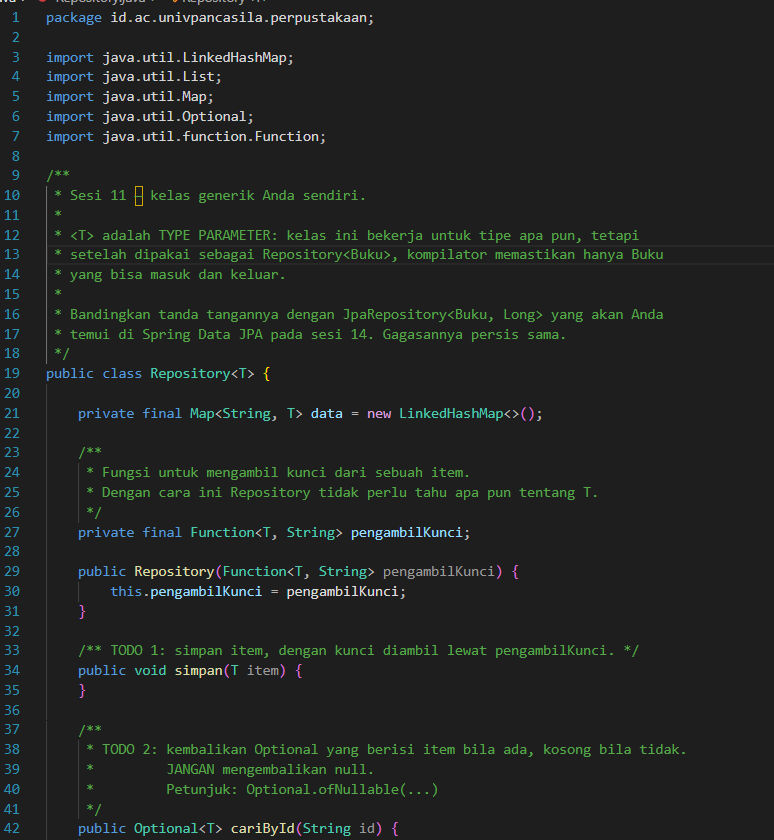 package id.ac.univpancasila.perpustakaan;
import java.util.LinkedHashMap;
import java.util.List;
import java.util.Map;
import java.util.Optional;
import java.util.function.Function;
/**
 * Sesi 11 – kelas generik Anda sendiri.
 *
 * <T> adalah TYPE PARAMETER: kelas ini bekerja untuk tipe apa pun, tetapi
 * setelah dipakai sebagai Repository<Buku>, kompilator memastikan hanya Buku
 * yang bisa masuk dan keluar.
 *
 * Bandingkan tanda tangannya dengan JpaRepository<Buku, Long> yang akan Anda
 * temui di Spring Data JPA pada sesi 14. Gagasannya persis sama.
 */
public class Repository<T> {
    private final Map<String, T> data = new LinkedHashMap<>();
    /**
     * Fungsi untuk mengambil kunci dari sebuah item.
     * Dengan cara ini Repository tidak perlu tahu apa pun tentang T.
     */
    private final Function<T, String> pengambilKunci;
    public Repository(Function<T, String> pengambilKunci) {
        this.pengambilKunci = pengambilKunci;
    }
    /** TODO 1: simpan item, dengan kunci diambil lewat pengambilKunci. */
    public void simpan(T item) {
    }
    /**
     * TODO 2: kembalikan Optional yang berisi item bila ada, kosong bila tidak.
     *         JANGAN mengembalikan null.
     *         Petunjuk: Optional.ofNullable(...)
     */
    public Optional<T> cariById(String id) {